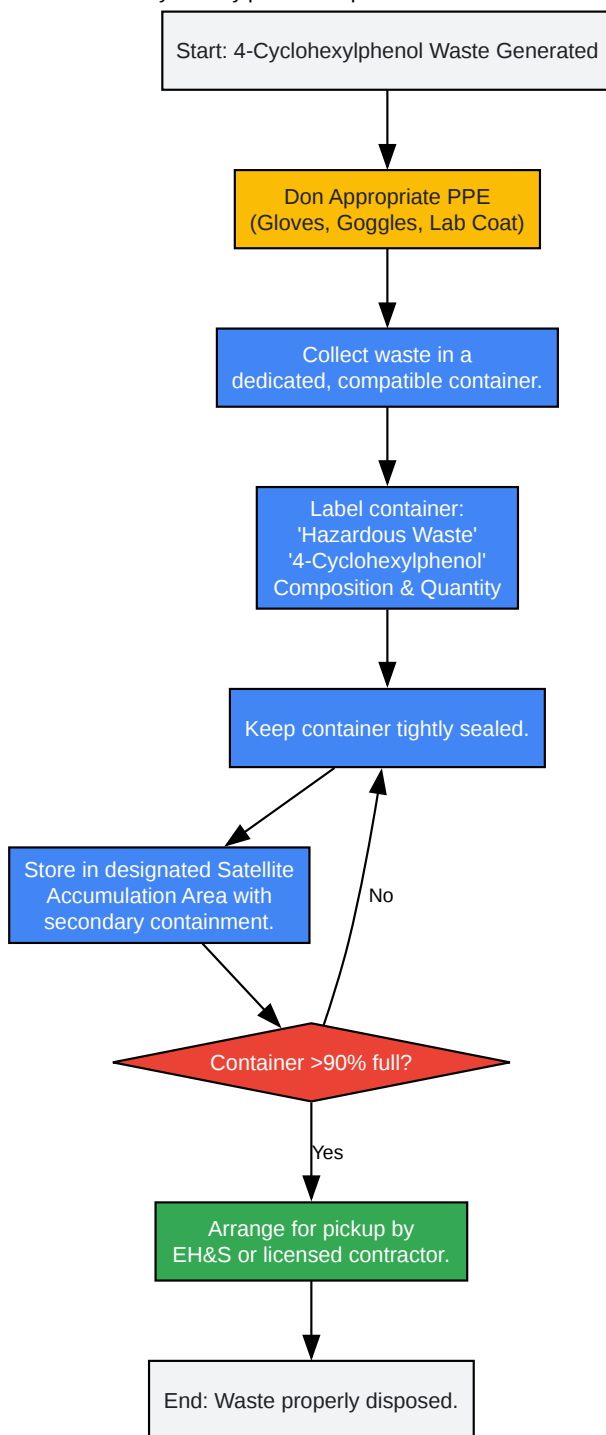 Start: 4-Cyclohexylphenol Waste Generated
Don Appropriate PPE
(Gloves, Goggles, Lab Coat)
Collect waste in a
dedicated, compatible container.
Label container:
'Hazardous Waste'
'4-Cyclohexylphenol'
Composition & Quantity
Keep container tightly sealed.
Store in designated Satellite
Accumulation Area with
secondary containment.
No
Container >90% full?
Yes
Arrange for pickup by
EH&S or licensed contractor.
End: Waste properly disposed.